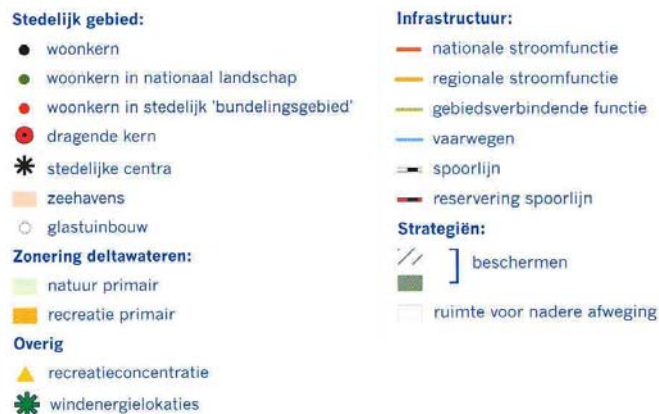 Stedelijk gebied:
woonkern
woonkern in nationaal landschap
woonkern in stedelijk 'bundelingsgebied'
dragende kern
stedelijke centra
zeehavens
glastuinbouw
Zonering deltawateren:
natuur primair
recreatie primair
Overig
recreatieconcentratie
windenergielokaties
Infrastructuur:
nationale stroomfunctie
regionale stroomfunctie
gebiedsverbindende functie
vaarwegen
spoorlijn
reservering spoorlijn
Strategiën:
beschermen
ruimte voor nadere afweging